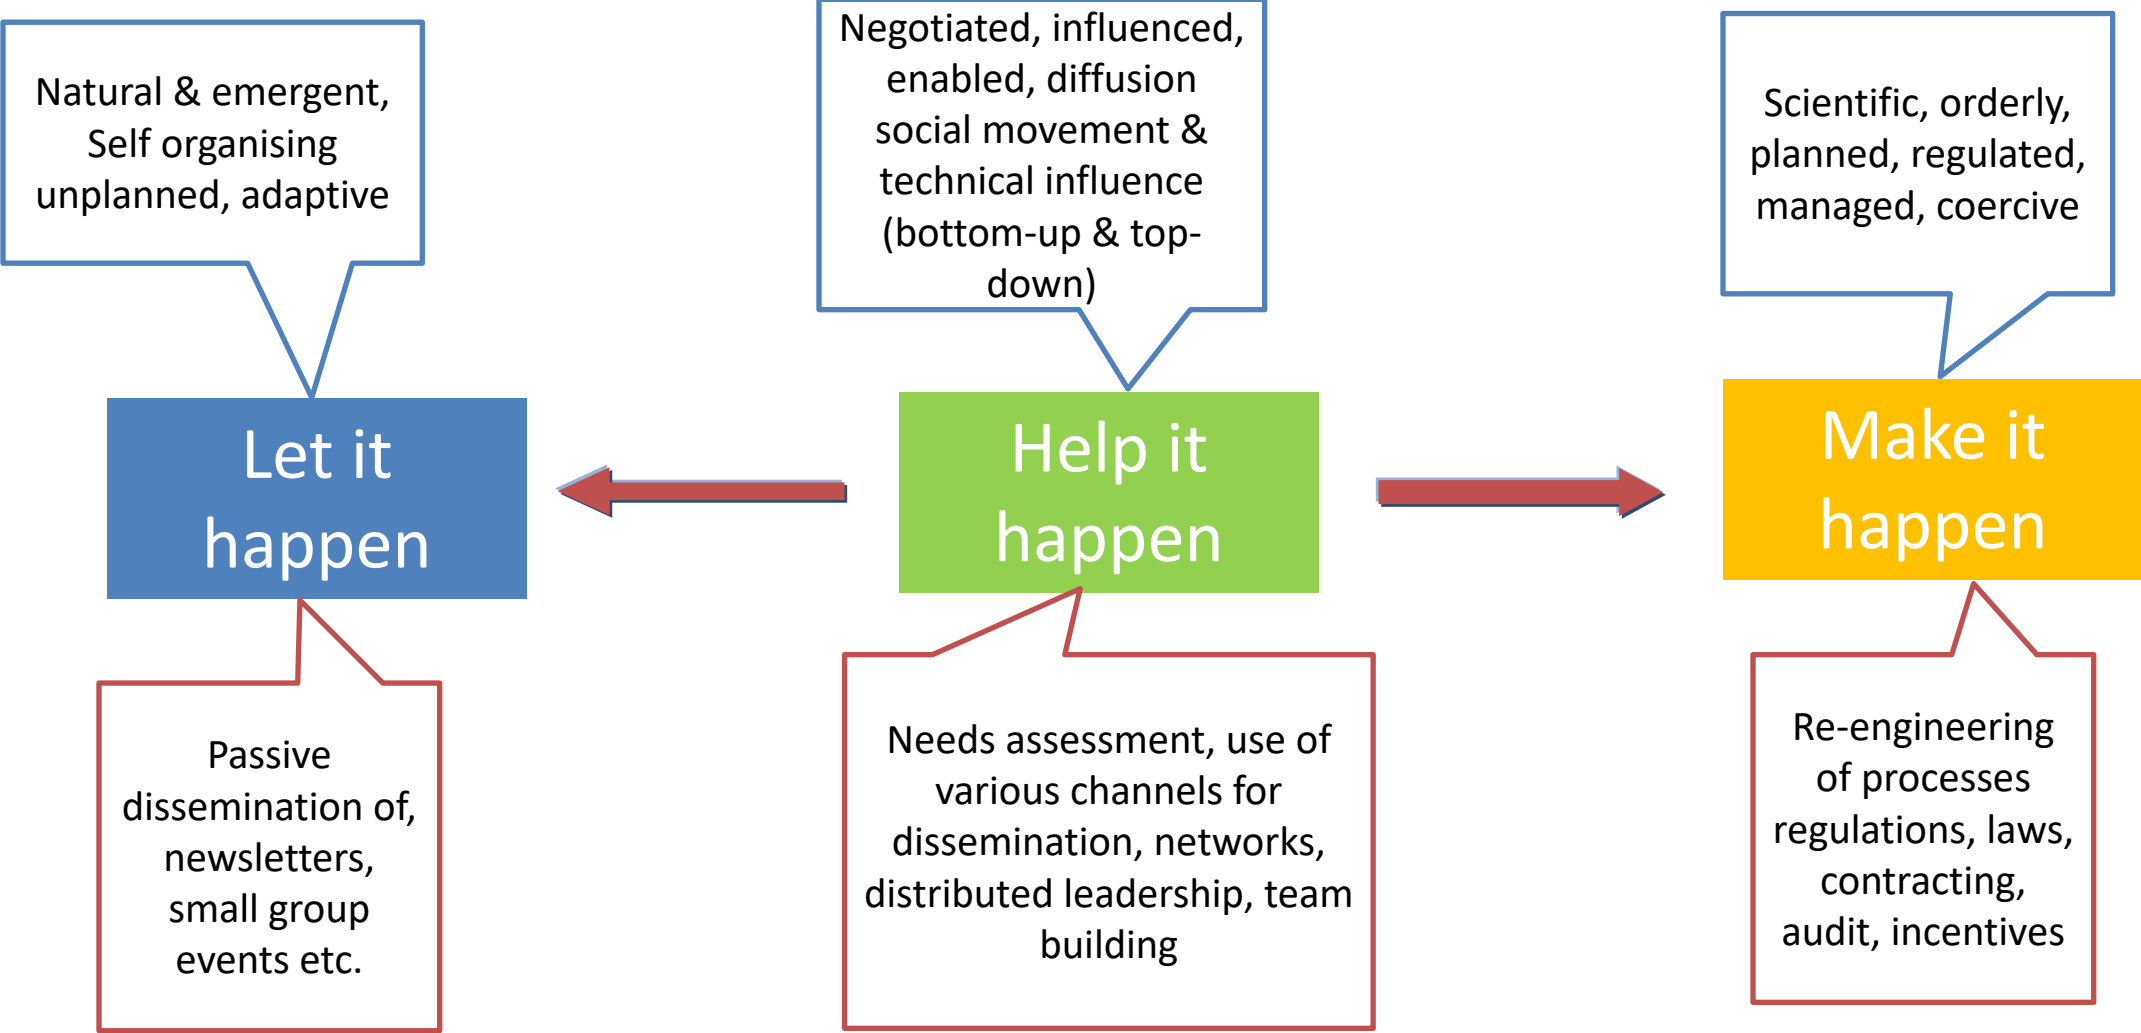 Natural & emergent,
Self organising
unplanned, adaptive
Negotiated, influenced,
enabled, diffusion
social movement &
technical influence
(bottom-up & top-
down)
Scientific, orderly,
planned, regulated,
managed, coercive
Let it
happen
Help it
happen
Make it
happen
Passive
dissemination of,
newsletters,
small group
events etc.
Needs assessment, use of
various channels for
dissemination, networks,
distributed leadership, team
building
Re-engineering
of processes
regulations, laws,
contracting,
audit, incentives